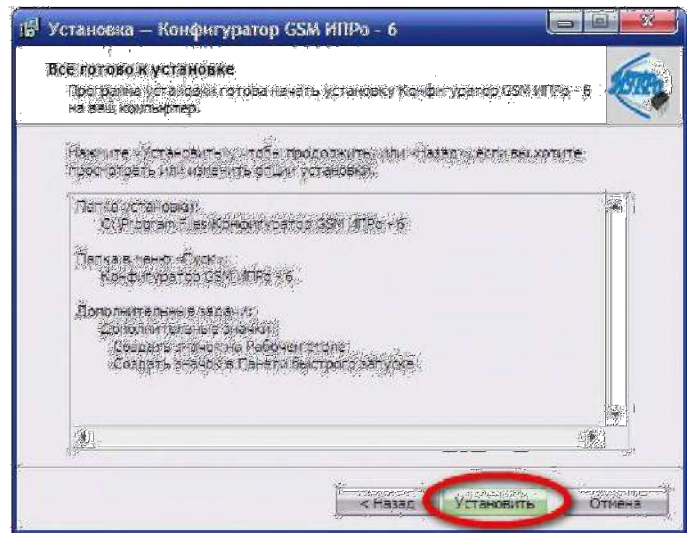 Установка — Конфигуратор GSM ИПРо - 6
Всё готово к установке
Программа установки готова начать установку Конфигуратор GSM ИПРо - 6
на ваш компьютер.
ИПРо
Нажмите «Установить», чтобы продолжить, или «Назад», если вы хотите
просмотреть или изменить опции установки.
Папка установки:
C:\Program Files\Конфигуратор GSM ИПРо - 6
Папка в меню «Пуск»:
Конфигуратор GSM ИПРо - 6
Дополнительные задачи:
Дополнительные значки:
Создать значок на Рабочем столе
Создать значок в Панели быстрого запуска
< Назад
Установить
Отмена